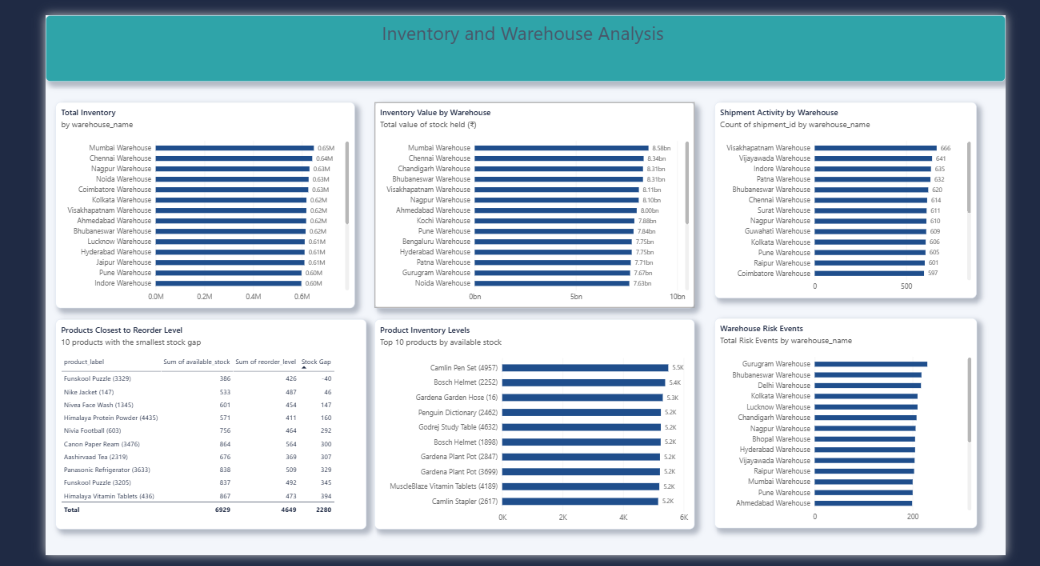 Inventory and Warehouse Analysis
Total Inventory
by warehouse_name
Mumbai Warehouse 0.65M
Chennai Warehouse 0.64M
Nagpur Warehouse 0.63M
Noida Warehouse 0.63M
Coimbatore Warehouse 0.63M
Kolkata Warehouse 0.62M
Visakhapatnam Warehouse 0.62M
Ahmedabad Warehouse 0.62M
Bhubaneswar Warehouse 0.62M
Lucknow Warehouse 0.61M
Hyderabad Warehouse 0.61M
Jaipur Warehouse 0.61M
Pune Warehouse 0.60M
Indore Warehouse 0.60M
0.0M 0.2M 0.4M 0.6M
Inventory Value by Warehouse
Total value of stock held (₹)
Mumbai Warehouse 8.58bn
Chennai Warehouse 8.34bn
Chandigarh Warehouse 8.31bn
Bhubaneswar Warehouse 8.31bn
Visakhapatnam Warehouse 8.11bn
Nagpur Warehouse 8.10bn
Ahmedabad Warehouse 8.00bn
Kochi Warehouse 7.88bn
Pune Warehouse 7.84bn
Bengaluru Warehouse 7.75bn
Hyderabad Warehouse 7.75bn
Patna Warehouse 7.71bn
Gurugram Warehouse 7.67bn
Noida Warehouse 7.63bn
0bn 5bn 10bn
Shipment Activity by Warehouse
Count of shipment_id by warehouse_name
Visakhapatnam Warehouse 666
Vijayawada Warehouse 641
Indore Warehouse 635
Patna Warehouse 632
Bhubaneswar Warehouse 620
Chennai Warehouse 614
Surat Warehouse 611
Nagpur Warehouse 610
Guwahati Warehouse 609
Kolkata Warehouse 606
Pune Warehouse 605
Raipur Warehouse 601
Coimbatore Warehouse 597
0 500
Products Closest to Reorder Level
10 products with the smallest stock gap
product_label Sum of available_stock Sum of reorder_level Stock Gap
Funskool Puzzle (3329) 386 426 -40
Nike Jacket (147) 533 487 46
Nivea Face Wash (1345) 601 454 147
Himalaya Protein Powder (4435) 571 411 160
Nivia Football (603) 756 464 292
Canon Paper Ream (3476) 864 564 300
Aashirvaad Tea (2319) 676 369 307
Panasonic Refrigerator (3633) 838 509 329
Funskool Puzzle (3205) 837 492 345
Himalaya Vitamin Tablets (436) 867 473 394
Total 6929 4649 2280
Product Inventory Levels
Top 10 products by available stock
Camlin Pen Set (4957) 5.5K
Bosch Helmet (2252) 5.4K
Gardena Garden Hose (16) 5.3K
Penguin Dictionary (2462) 5.2K
Godrej Study Table (4632) 5.2K
Bosch Helmet (1898) 5.2K
Gardena Plant Pot (2847) 5.2K
Gardena Plant Pot (3699) 5.2K
MuscleBlaze Vitamin Tablets (4189) 5.2K
Camlin Stapler (2617) 5.2K
0K 2K 4K 6K
Warehouse Risk Events
Total Risk Events by warehouse_name
Gurugram Warehouse
Bhubaneswar Warehouse
Delhi Warehouse
Kolkata Warehouse
Lucknow Warehouse
Chandigarh Warehouse
Nagpur Warehouse
Bhopal Warehouse
Hyderabad Warehouse
Vijayawada Warehouse
Raipur Warehouse
Mumbai Warehouse
Pune Warehouse
Ahmedabad Warehouse
0 200